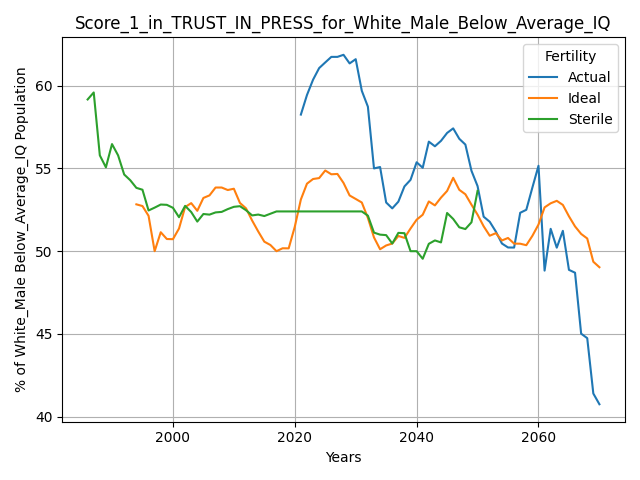 Score_1_in_TRUST_IN_PRESS_for_White_Male_Below_Average_IQ
Fertility
Actual
Ideal
Sterile
% of White_Male Below_Average_IQ Population
60
55
50
45
40
2000
2020
2040
2060
Years